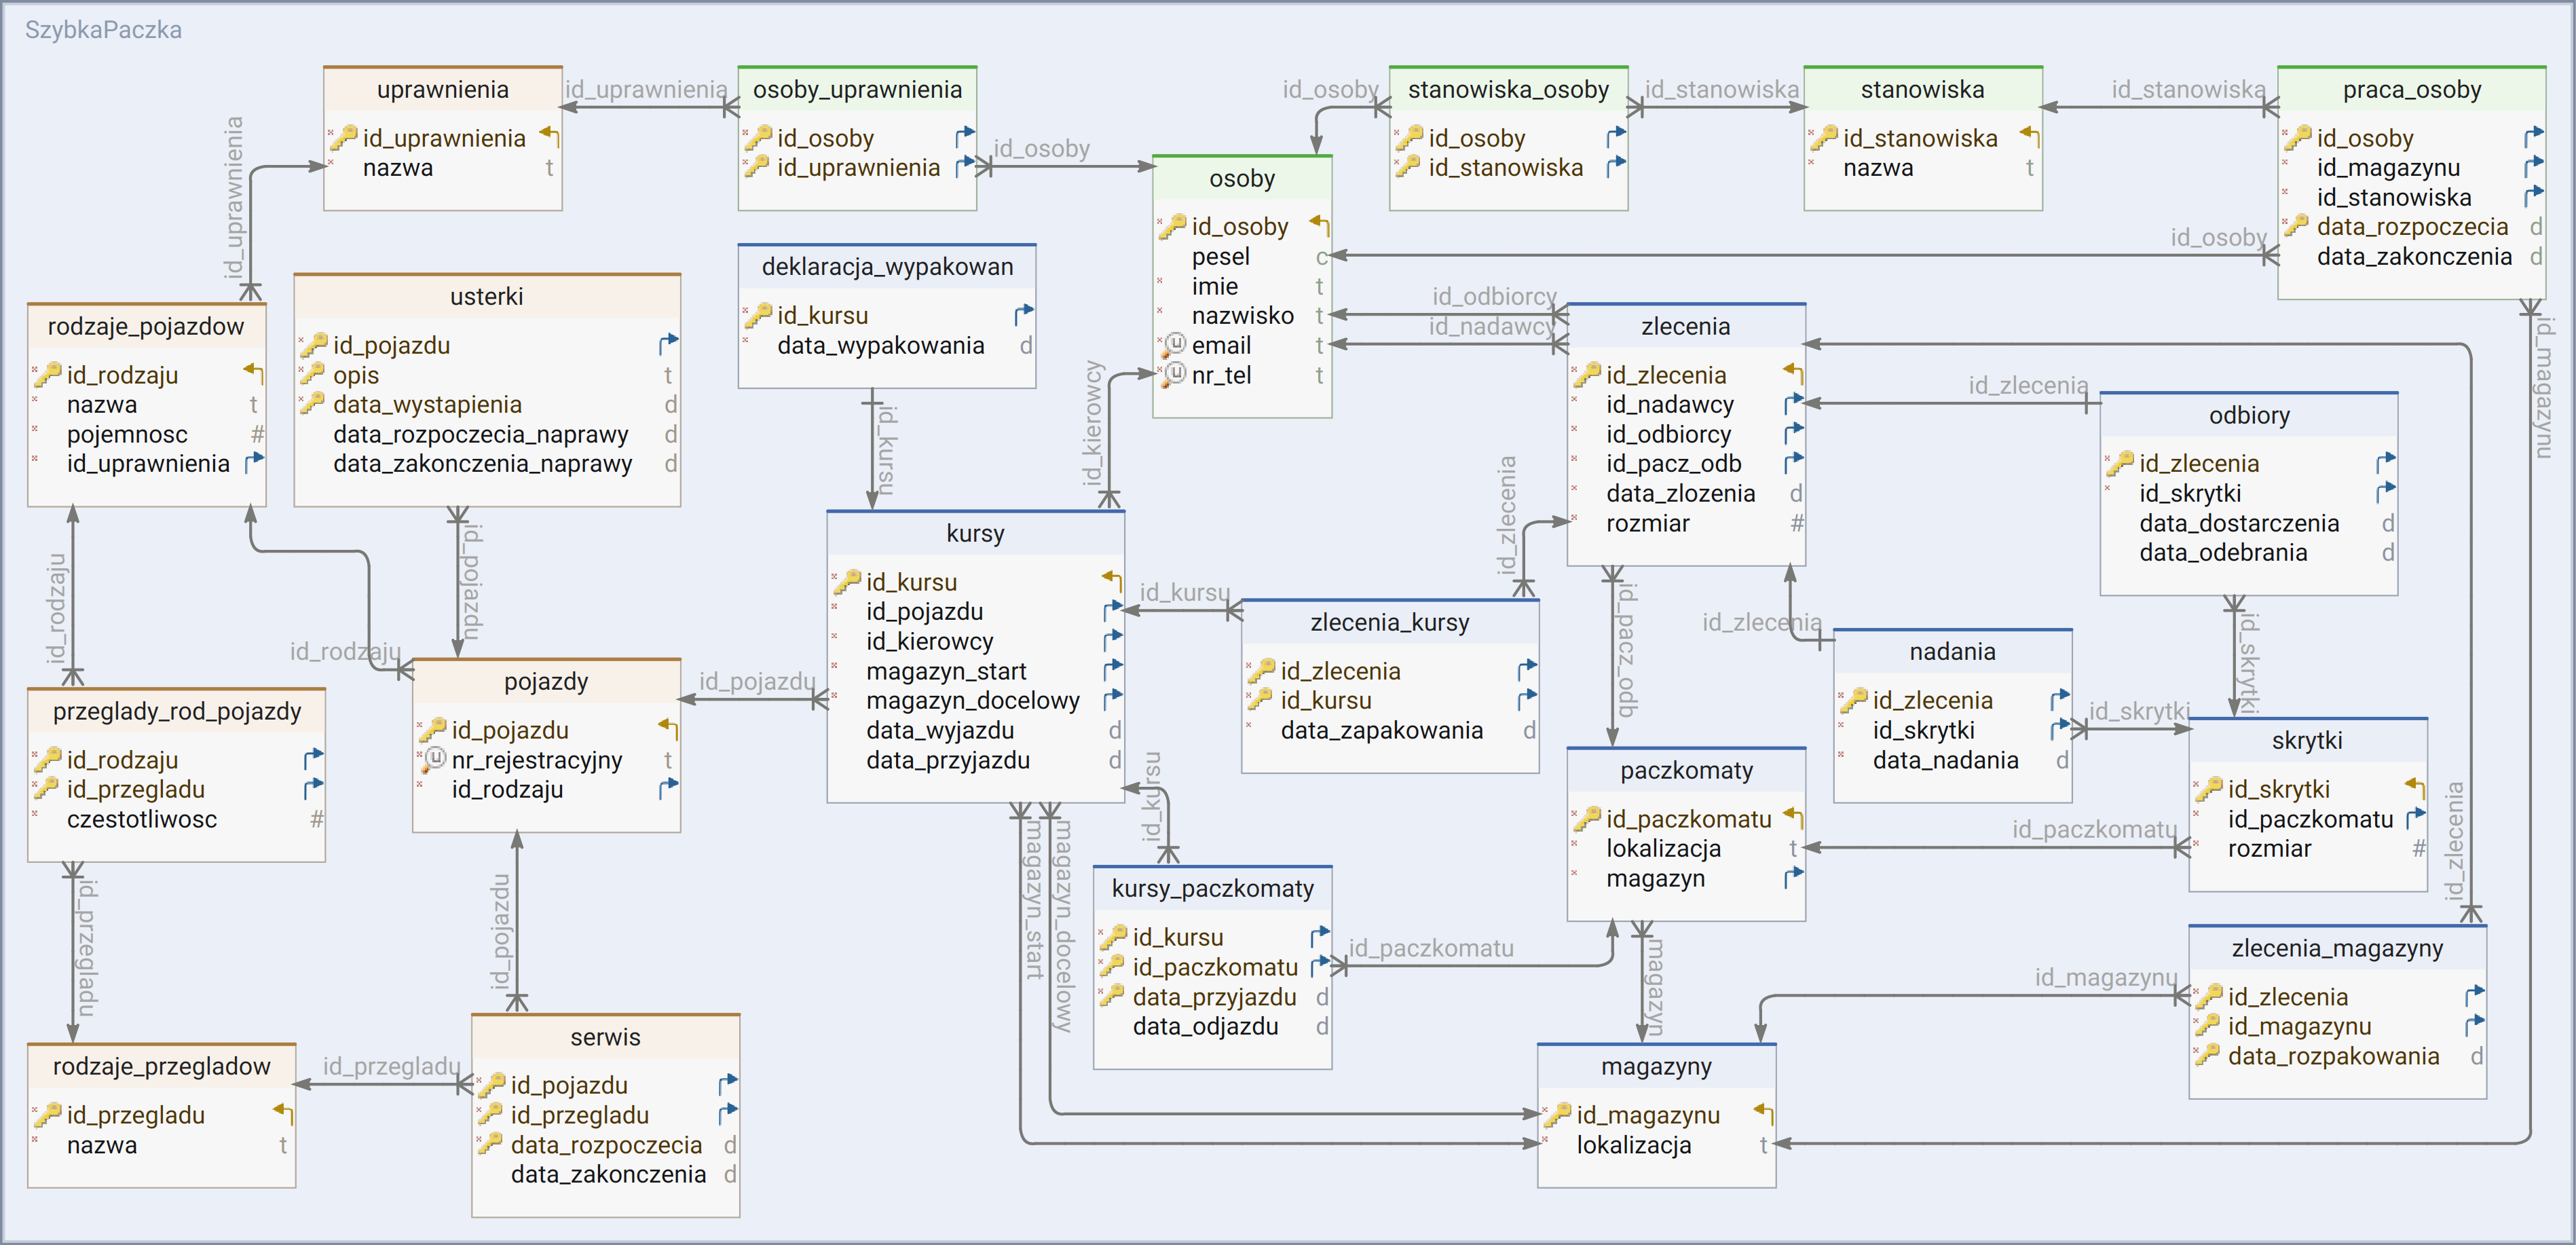 SzybkaPaczka
uprawnienia
id_uprawnienia
nazwa t
id_uprawnienia
osoby_uprawnienia
id_osoby
id_uprawnienia
id_osoby
id_osoby
stanowiska_osoby
id_osoby
id_stanowiska
id_stanowiska
stanowiska
id_stanowiska
nazwa t
id_stanowiska
praca_osoby
id_osoby
id_magazynu
id_stanowiska
data_rozpoczecia d
data_zakonczenia d
id_osoby
id_magazynu
osoby
id_osoby
pesel c
imie t
nazwisko t
email t
nr_tel t
id_odbiorcy
id_nadawcy
id_uprawnienia
rodzaje_pojazdow
id_rodzaju
nazwa t
pojemnosc #
id_uprawnienia
usterki
id_pojazdu
opis t
data_wystapienia d
data_rozpoczecia_naprawy d
data_zakonczenia_naprawy d
id_pojazdu
deklaracja_wypakowan
id_kursu
data_wypakowania d
id_kursu
id_kierowcy
zlecenia
id_zlecenia
id_nadawcy
id_odbiorcy
id_pacz_odb
data_zlozenia d
rozmiar #
id_zlecenia
odbiory
id_zlecenia
id_skrytki
data_dostarczenia d
data_odebrania d
id_skrytki
id_rodzaju
id_rodzaju
przeglady_rod_pojazdy
id_rodzaju
id_przegladu
czestotliwosc #
id_przegladu
pojazdy
id_pojazdu
nr_rejestracyjny t
id_rodzaju
id_pojazdu
kursy
id_kursu
id_pojazdu
id_kierowcy
magazyn_start
magazyn_docelowy
data_wyjazdu d
data_przyjazdu d
id_kursu
zlecenia_kursy
id_zlecenia
id_kursu
data_zapakowania d
id_zlecenia
id_pacz_odb
id_zlecenia
nadania
id_zlecenia
id_skrytki
data_nadania d
id_skrytki
skrytki
id_skrytki
id_paczkomatu
rozmiar #
paczkomaty
id_paczkomatu
lokalizacja t
magazyn
id_paczkomatu
magazyn
id_kursu
magazyn_start
magazyn_docelowy
kursy_paczkomaty
id_kursu
id_paczkomatu
data_przyjazdu d
data_odjazdu d
id_paczkomatu
id_zlecenia
zlecenia_magazyny
id_zlecenia
id_magazynu
data_rozpakowania d
id_magazynu
magazyny
id_magazynu
lokalizacja t
id_pojazdu
rodzaje_przegladow
id_przegladu
nazwa t
id_przegladu
serwis
id_pojazdu
id_przegladu
data_rozpoczecia d
data_zakonczenia d